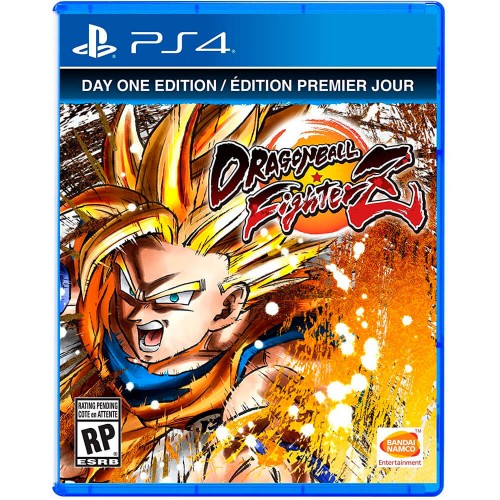 PS4
DAY ONE EDITION / ÉDITION PREMIER JOUR
DRAGONBALL
FighterZ
RATING PENDING
COTE EN ATTENTE
RP
ESRB
BANDAI
NAMCO
Entertainment